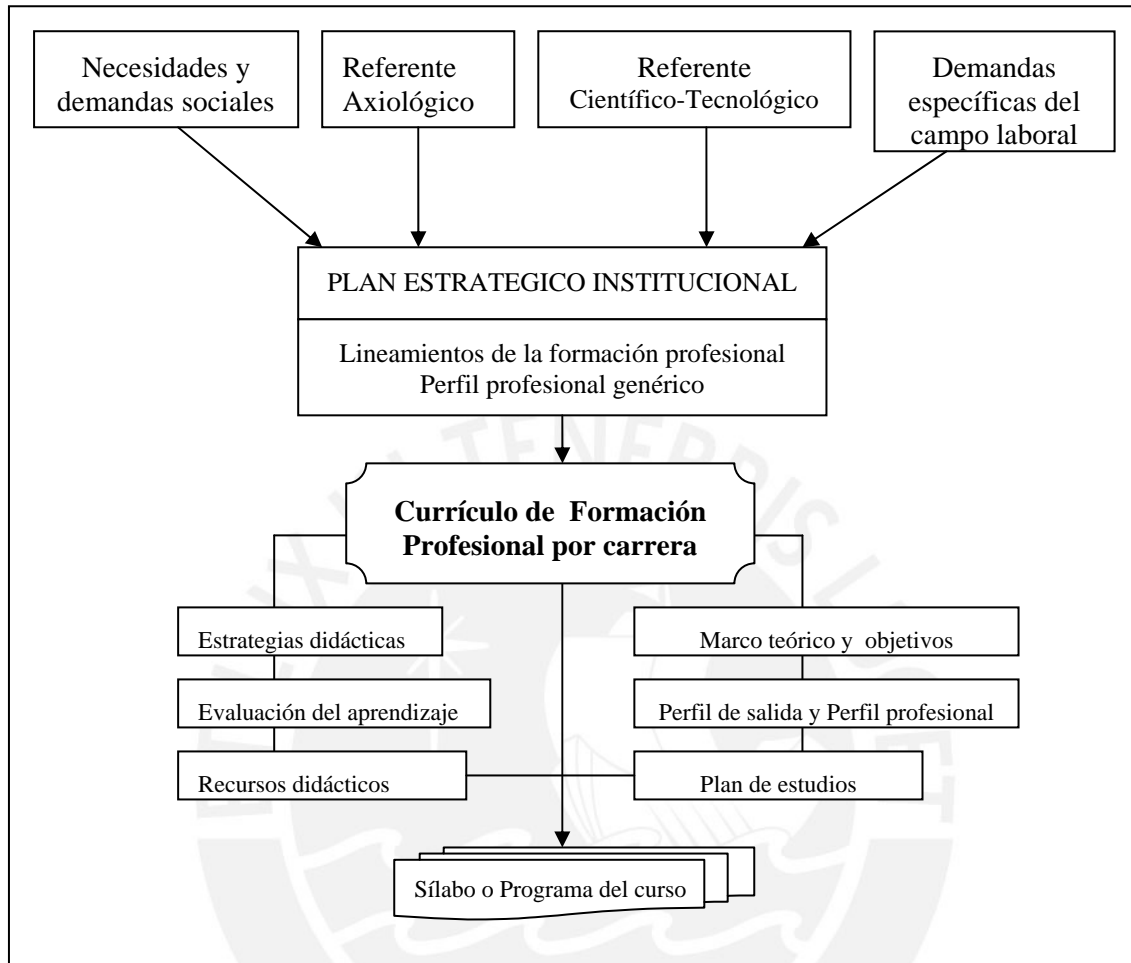 Necesidades y
demandas sociales
Referente
Axiológico
Referente
Científico-Tecnológico
Demandas
específicas del
campo laboral
PLAN ESTRATEGICO INSTITUCIONAL
Lineamientos de la formación profesional
Perfil profesional genérico
Currículo de Formación
Profesional por carrera
Estrategias didácticas
Marco teórico y objetivos
Evaluación del aprendizaje
Perfil de salida y Perfil profesional
Recursos didácticos
Plan de estudios
Sílabo o Programa del curso